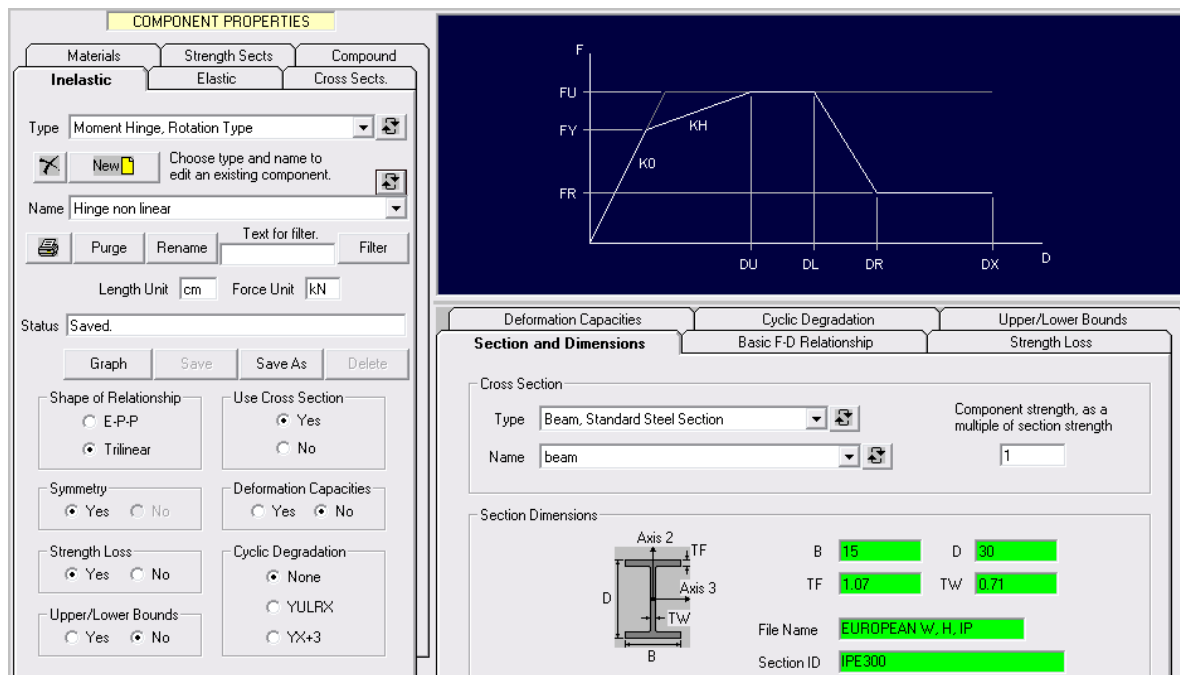 COMPONENT PROPERTIES
Materials Strength Sects Compound
Inelastic Elastic Cross Sects.
Type Moment Hinge, Rotation Type
New Choose type and name to
edit an existing component.
Name Hinge non linear
Purge Rename Text for filter. Filter
Length Unit cm Force Unit kN
Status Saved.
Graph Save Save As Delete
Shape of Relationship
E-P-P
Trilinear
Use Cross Section
Yes
No
Symmetry
Yes No
Deformation Capacities
Yes No
Strength Loss
Yes No
Cyclic Degradation
None
YULRX
YX+3
Upper/Lower Bounds
Yes No
F
FU
FY
KH
K0
FR
DU DL DR DX D
Deformation Capacities Cyclic Degradation Upper/Lower Bounds
Section and Dimensions Basic F-D Relationship Strength Loss
Cross Section
Type Beam, Standard Steel Section
Name beam
Component strength, as a
multiple of section strength
1
Section Dimensions
Axis 2
TF
Axis 3
D
TW
B
B 15 D 30
TF 1.07 TW 0.71
File Name EUROPEAN W, H, IP
Section ID IPE300